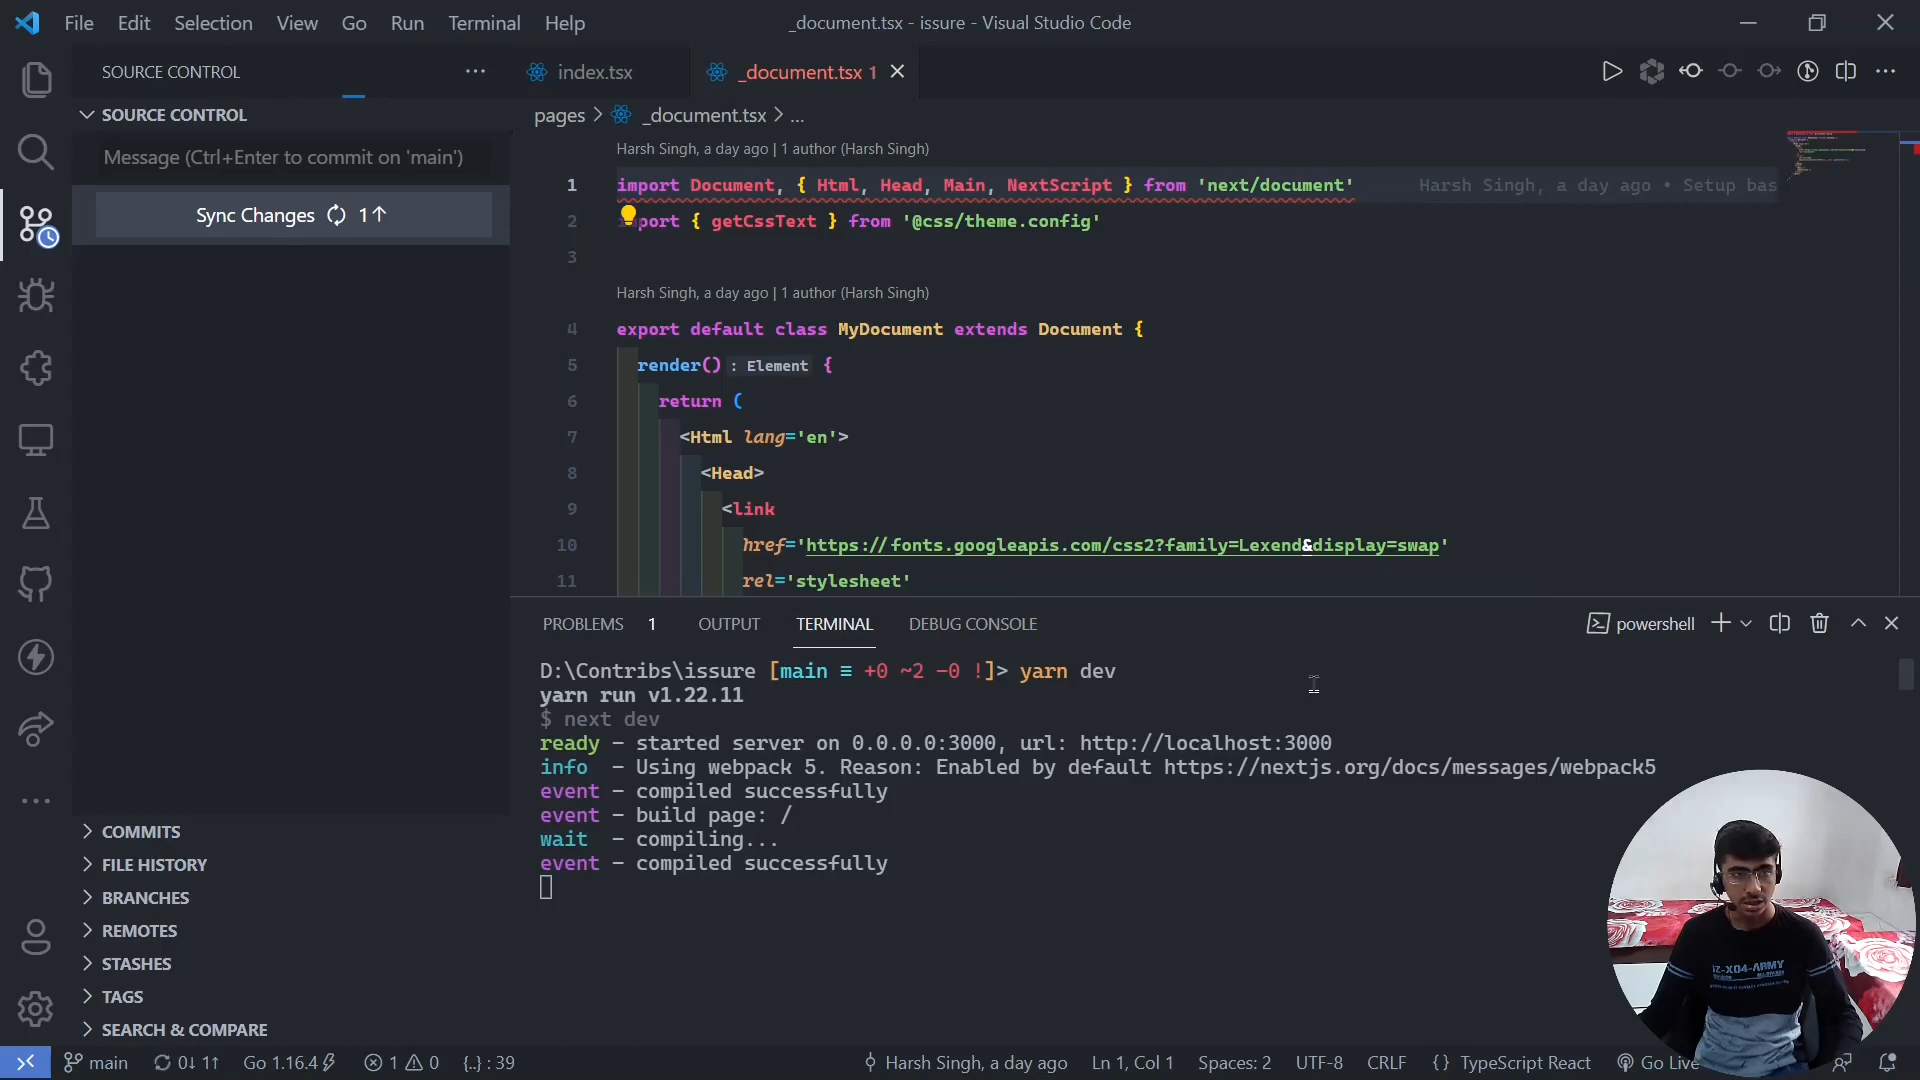 File Edit Selection View Go Run Terminal Help
_document.tsx - issure - Visual Studio Code
SOURCE CONTROL
index.tsx
_document.tsx 1
SOURCE CONTROL
Message (Ctrl+Enter to commit on 'main')
Sync Changes 1↑
pages > _document.tsx > ...
Harsh Singh, a day ago | 1 author (Harsh Singh)
1 import Document, { Html, Head, Main, NextScript } from 'next/document' Harsh Singh, a day ago • Setup bas
2 port { getCssText } from '@css/theme.config'
3
Harsh Singh, a day ago | 1 author (Harsh Singh)
4 export default class MyDocument extends Document {
5 render() : Element {
6 return (
7 <Html lang='en'>
8 <Head>
9 <link
10 href='https://fonts.googleapis.com/css2?family=Lexend&display=swap'
11 rel='stylesheet'
PROBLEMS 1 OUTPUT TERMINAL DEBUG CONSOLE
powershell
D:\Contribs\issure [main ≡ +0 ~2 -0 !]> yarn dev
yarn run v1.22.11
$ next dev
ready - started server on 0.0.0.0:3000, url: http://localhost:3000
info - Using webpack 5. Reason: Enabled by default https://nextjs.org/docs/messages/webpack5
event - compiled successfully
event - build page: /
wait - compiling...
event - compiled successfully
COMMITS
FILE HISTORY
BRANCHES
REMOTES
STASHES
TAGS
SEARCH & COMPARE
main 0↓ 1↑ Go 1.16.4 1 0 {..} : 39
Harsh Singh, a day ago Ln 1, Col 1 Spaces: 2 UTF-8 CRLF {} TypeScript React Go Live